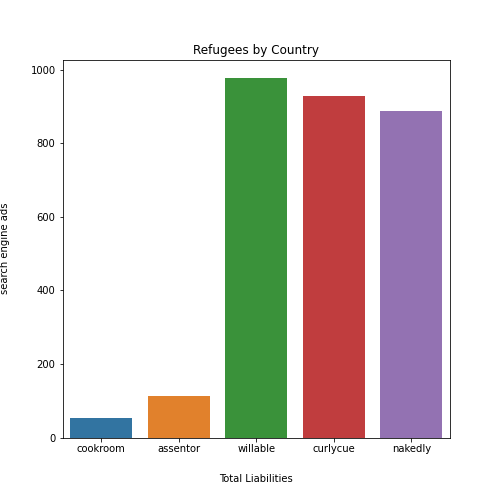 Refugees by Country
search engine ads
1000
800
600
400
200
0
cookroom assentor willable curlycue nakedly
Total Liabilities